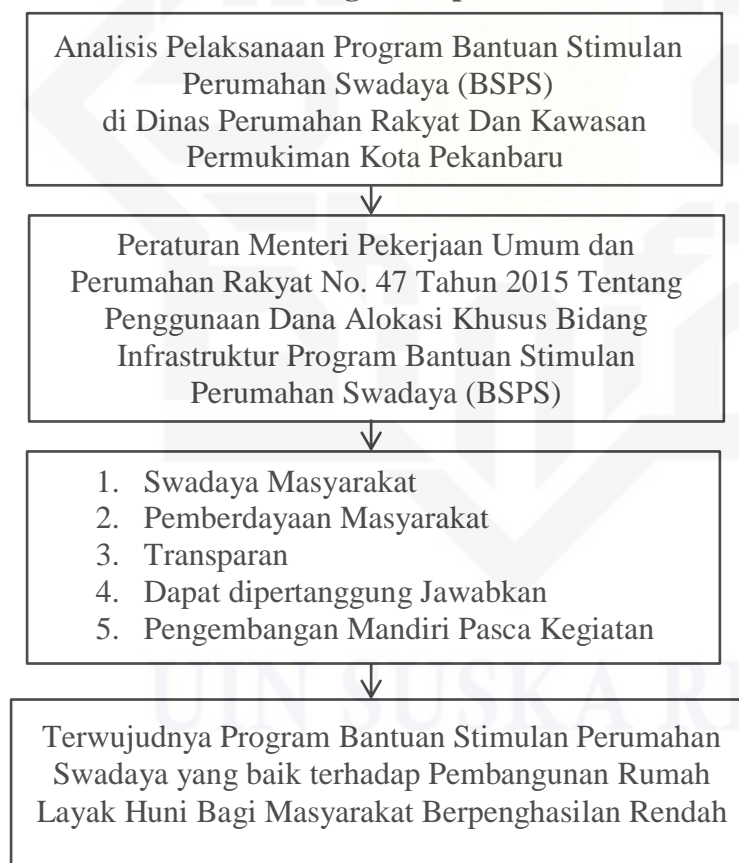 Analisis Pelaksanaan Program Bantuan Stimulan
Perumahan Swadaya (BSPS)
di Dinas Perumahan Rakyat Dan Kawasan
Permukiman Kota Pekanbaru
Peraturan Menteri Pekerjaan Umum dan
Perumahan Rakyat No. 47 Tahun 2015 Tentang
Penggunaan Dana Alokasi Khusus Bidang
Infrastruktur Program Bantuan Stimulan
Perumahan Swadaya (BSPS)
1. Swadaya Masyarakat
2. Pemberdayaan Masyarakat
3. Transparan
4. Dapat dipertanggung Jawabkan
5. Pengembangan Mandiri Pasca Kegiatan
UIN SUSKA R
Terwujudnya Program Bantuan Stimulan Perumahan
Swadaya yang baik terhadap Pembangunan Rumah
Layak Huni Bagi Masyarakat Berpenghasilan Rendah